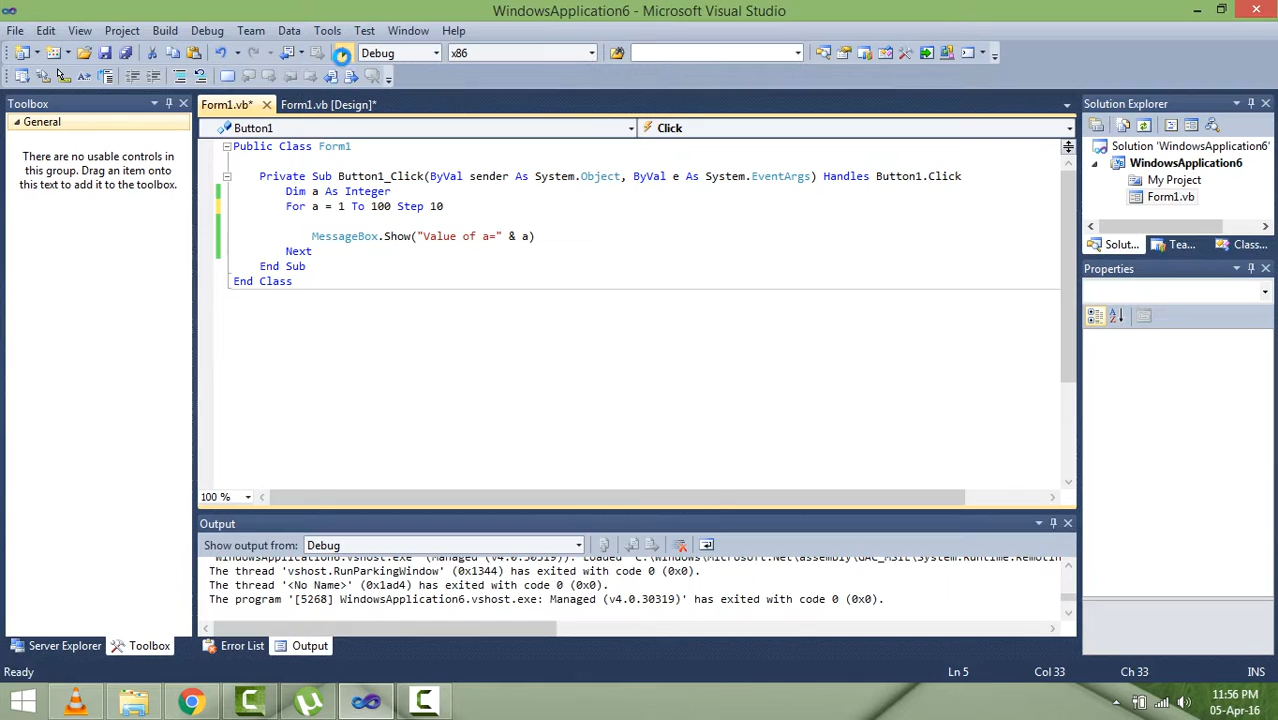 WindowsApplication6 - Microsoft Visual Studio
File Edit View Project Build Debug Team Data Tools Test Window Help
Debug x86
Toolbox
General
There are no usable controls in
this group. Drag an item onto
this text to add it to the toolbox.
Form1.vb* Form1.vb [Design]*
Button1 Click
Public Class Form1
Private Sub Button1_Click(ByVal sender As System.Object, ByVal e As System.EventArgs) Handles Button1.Click
Dim a As Integer
For a = 1 To 100 Step 10
MessageBox.Show("Value of a=" & a)
Next
End Sub
End Class
100 %
Solution Explorer
Solution 'WindowsApplication6'
WindowsApplication6
My Project
Form1.vb
Solut... Tea... Class...
Properties
Output
Show output from: Debug
The thread 'vshost.RunParkingWindow' (0x1344) has exited with code 0 (0x0).
The thread '<No Name>' (0x1ad4) has exited with code 0 (0x0).
The program '[5268] WindowsApplication6.vshost.exe: Managed (v4.0.30319)' has exited with code 0 (0x0).
Server Explorer Toolbox Error List Output
Ready Ln 5 Col 33 Ch 33 INS
11:56 PM
05-Apr-16